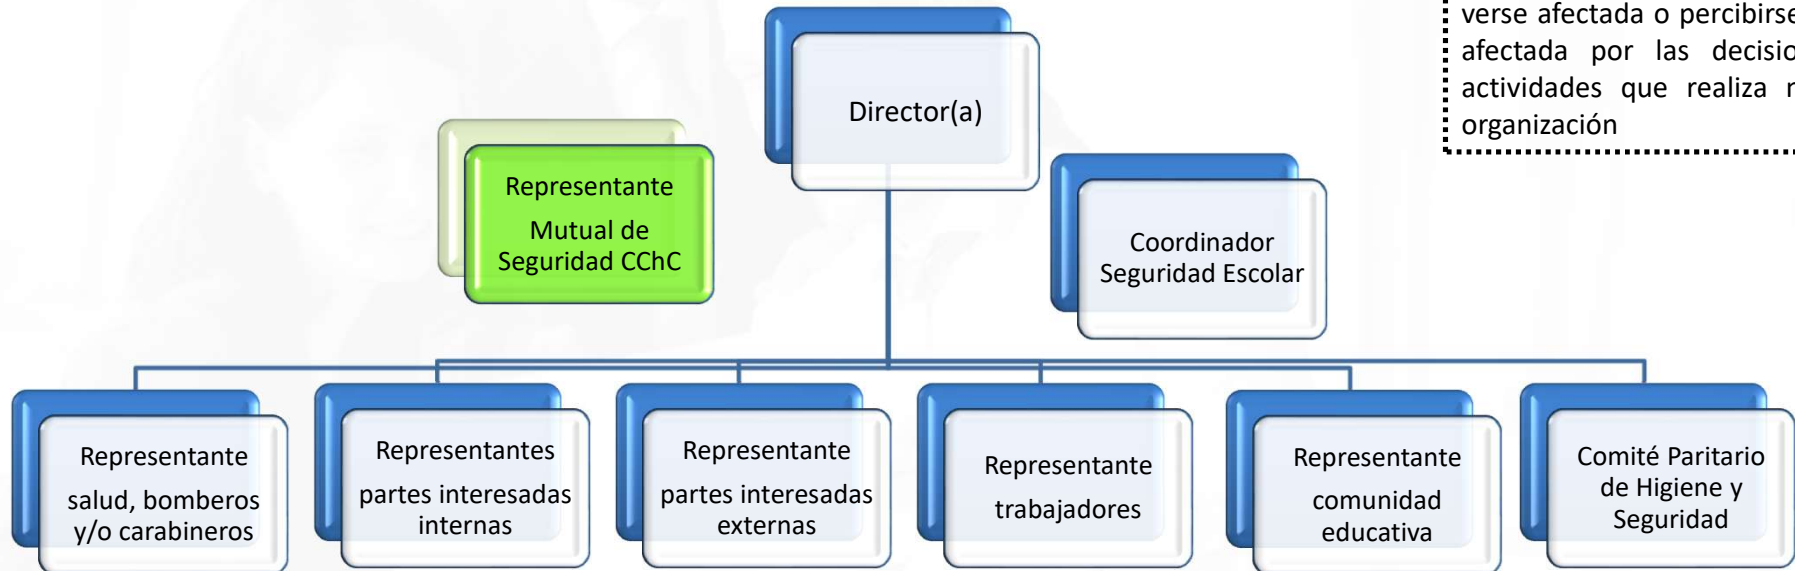 verse afectada o percibirse
afectada por las
actividades que realiza
organización
Director(a)
Representante
Mutual de
Seguridad CChC
Coordinador
Seguridad Escolar
Representante
salud, bomberos
y/o carabineros
Representantes
partes interesadas
internas
Representante
partes interesadas
externas
Representante
trabajadores
Representante
comunidad
educativa
Comité Paritario
de Higiene y
Seguridad